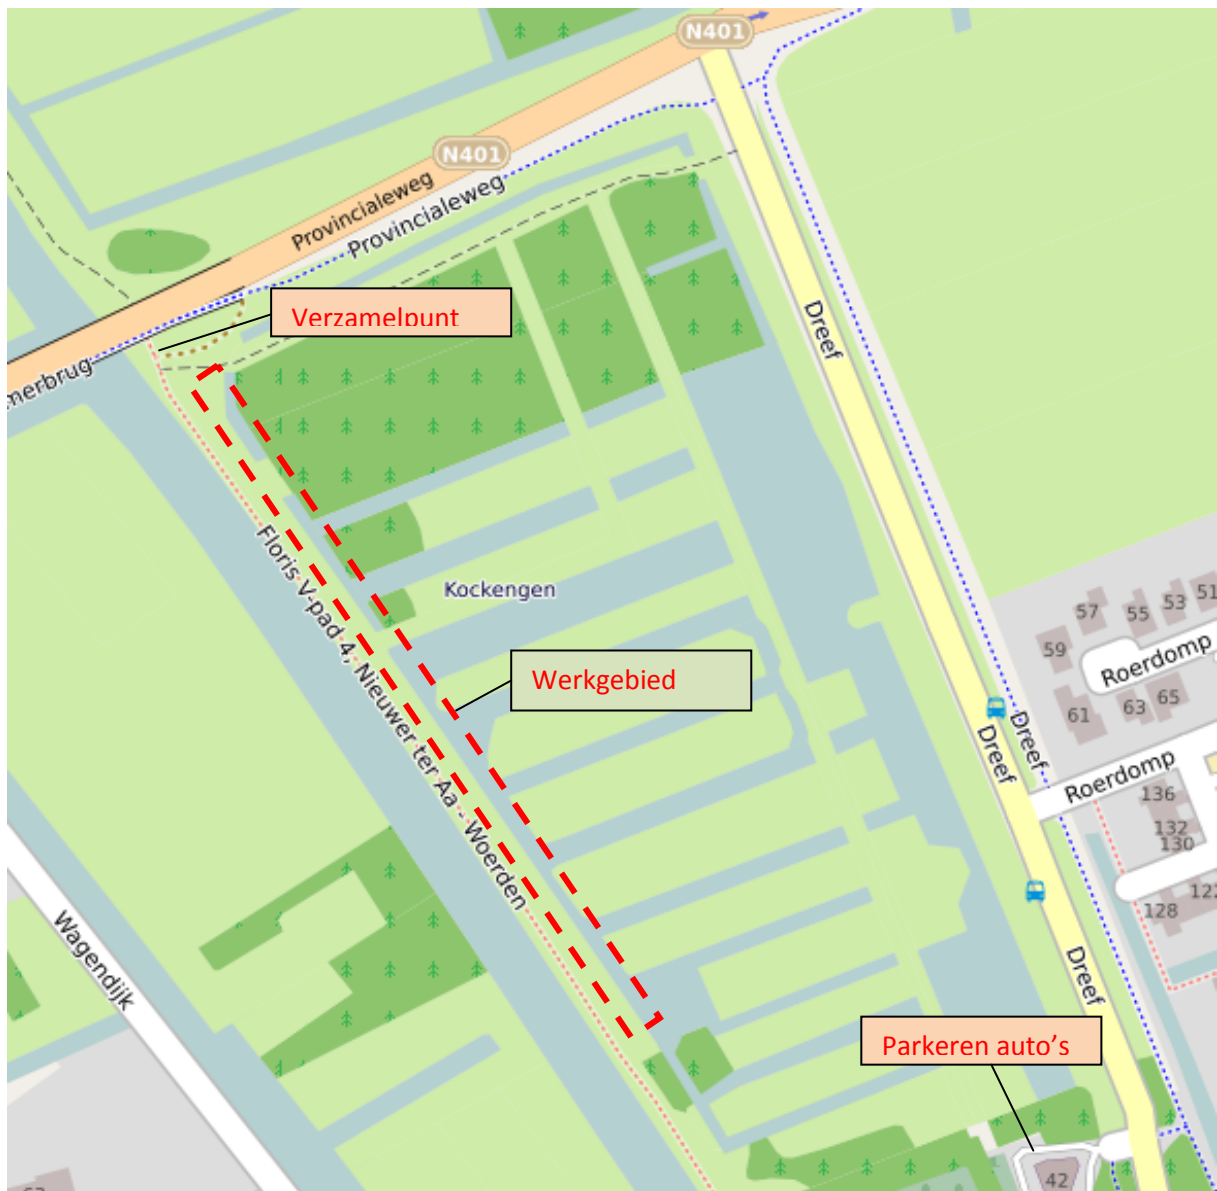 N401
N401
Provincialeweg
Provincialeweg
Verzamelpunt
merbrug
Dreef
Floris V-pad 4, Nieuwer ter Aa - Woerden
Kockengen
57
55
53
51
59
Roerdomp
Werkgebied
61
63
65
Dreef
Dreef
Roerdomp
136
132
130
128
122
Wagendijk
Dreef
Parkeren auto's
42